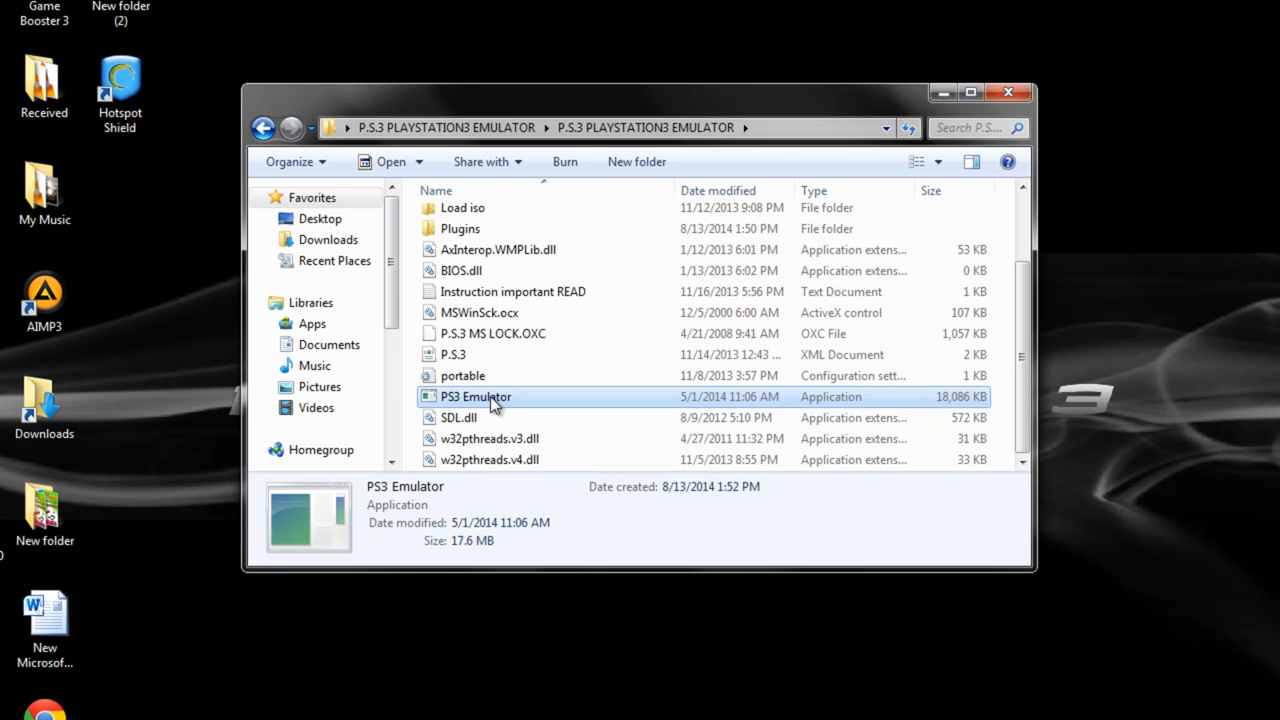 Game
Booster 3
New folder
(2)
Received
Hotspot
Shield
My Music
AIMP3
Downloads
New folder
New
Microsof...
P.S.3 PLAYSTATION3 EMULATOR
P.S.3 PLAYSTATION3 EMULATOR
Search P.S....
Organize
Open
Share with
Burn
New folder
Favorites
Desktop
Downloads
Recent Places
Libraries
Apps
Documents
Music
Pictures
Videos
Homegroup
Name Date modified Type Size
Load iso 11/12/2013 9:08 PM File folder
Plugins 8/13/2014 1:50 PM File folder
AxInterop.WMPLib.dll 1/12/2013 6:01 PM Application extens... 53 KB
BIOS.dll 1/13/2013 6:02 PM Application extens... 0 KB
Instruction important READ 11/16/2013 5:56 PM Text Document 1 KB
MSWinSck.ocx 12/5/2000 6:00 AM ActiveX control 107 KB
P.S.3 MS LOCK.OXC 4/21/2008 9:41 AM OXC File 1,057 KB
P.S.3 11/14/2013 12:43 ... XML Document 2 KB
portable 11/8/2013 3:57 PM Configuration sett... 1 KB
PS3 Emulator 5/1/2014 11:06 AM Application 18,086 KB
SDL.dll 8/9/2012 5:10 PM Application extens... 572 KB
w32pthreads.v3.dll 4/27/2011 11:32 PM Application extens... 31 KB
w32pthreads.v4.dll 11/5/2013 8:55 PM Application extens... 33 KB
PS3 Emulator Date created: 8/13/2014 1:52 PM
Application
Date modified: 5/1/2014 11:06 AM
Size: 17.6 MB
3